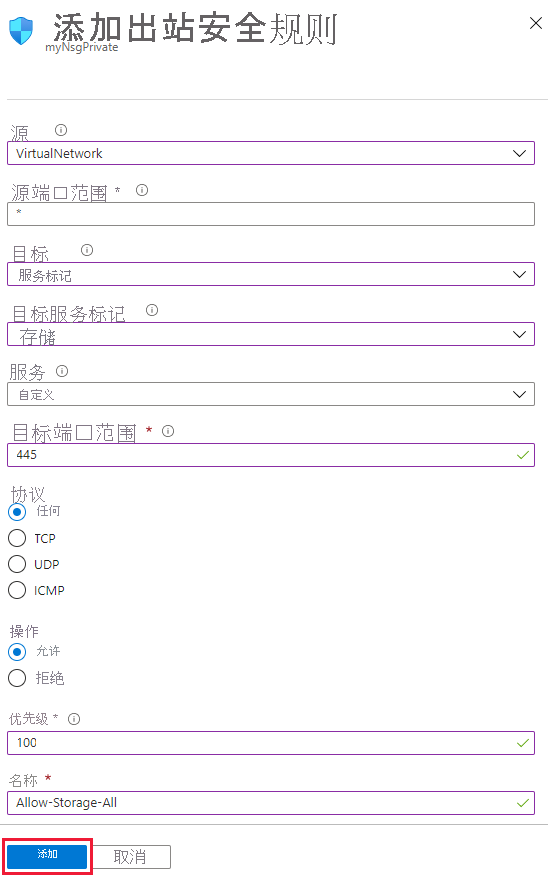 添加出站安全规则
myNsgPrivate
源
VirtualNetwork
源端口范围 *
*
目标
服务标记
目标服务标记
存储
服务
自定义
目标端口范围 *
445
协议
任何
TCP
UDP
ICMP
操作
允许
拒绝
优先级 *
100
名称 *
Allow-Storage-All
添加 取消